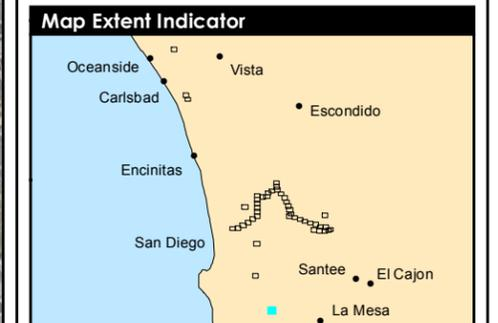 Map Extent Indicator
Oceanside
Vista
Carlsbad
Escondido
Encinitas
San Diego
Santee
El Cajon
La Mesa